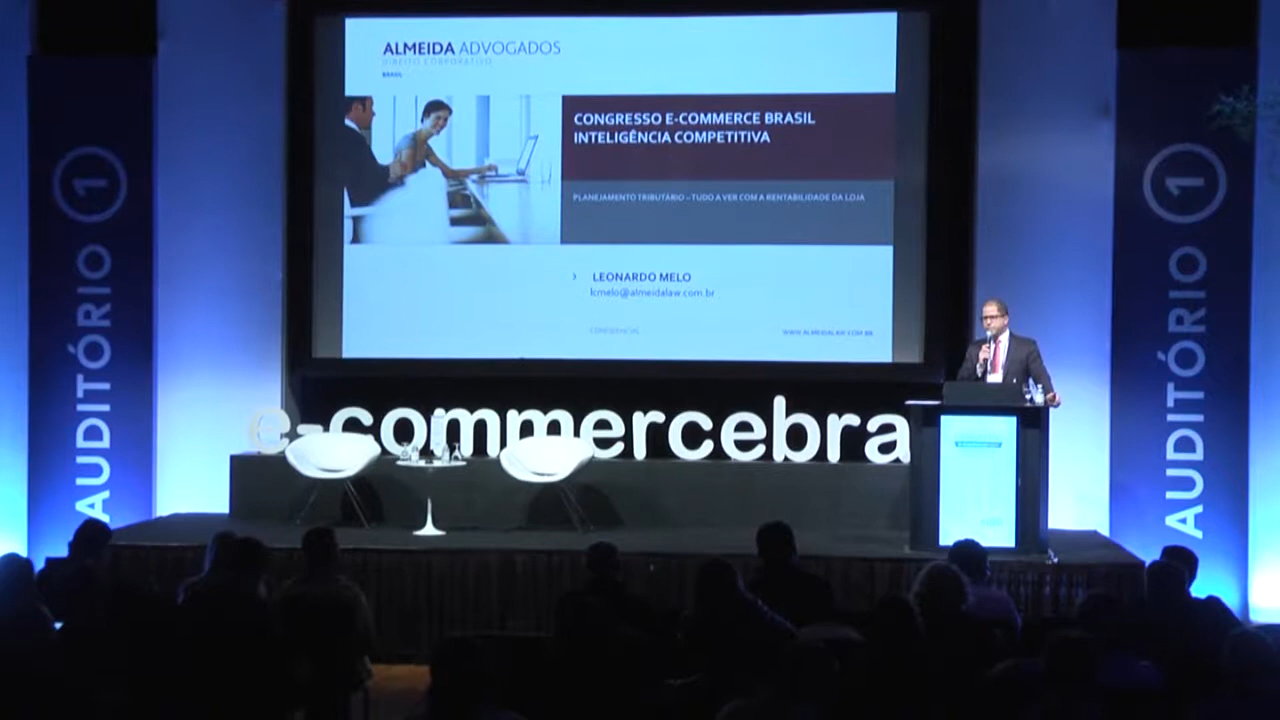 ALMEIDA ADVOGADOS
DIREITO CORPORATIVO
BRASIL
CONGRESSO E-COMMERCE BRASIL
INTELIGÊNCIA COMPETITIVA
PLANEJAMENTO TRIBUTÁRIO – TUDO A VER COM A RENTABILIDADE DA LOJA
› LEONARDO MELO
lcmelo@almeidalaw.com.br
CONFIDENCIAL
WWW.ALMEIDALAW.COM.BR
AUDITÓRIO 1
AUDITÓRIO 1
e-commercebra